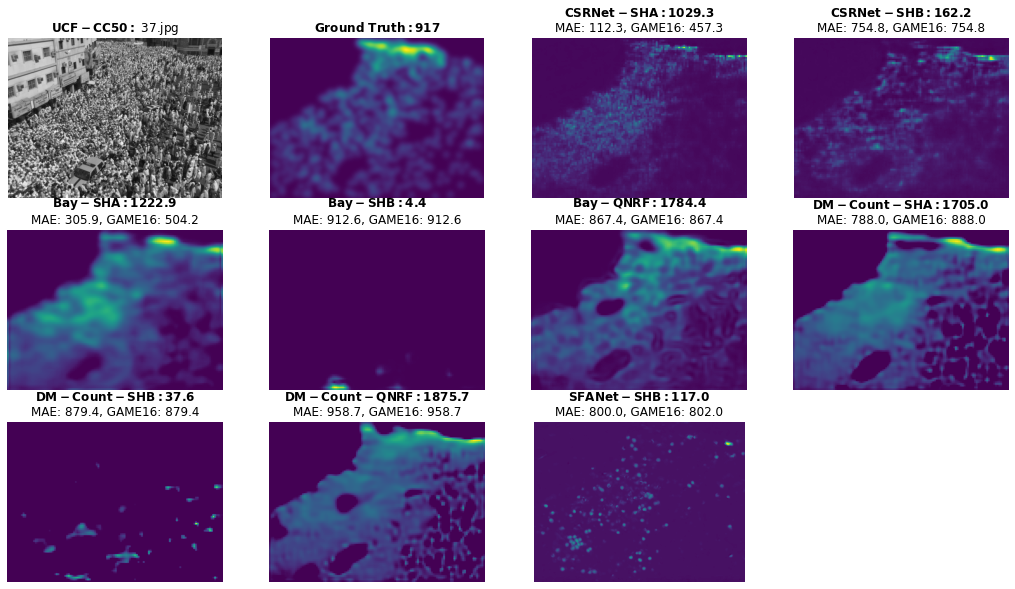 UCF − CC50: 37.jpg
Ground Truth: 917
CSRNet − SHA: 1029.3
MAE: 112.3, GAME16: 457.3
CSRNet − SHB: 162.2
MAE: 754.8, GAME16: 754.8
Bay − SHA: 1222.9
MAE: 305.9, GAME16: 504.2
Bay − SHB: 4.4
MAE: 912.6, GAME16: 912.6
Bay − QNRF: 1784.4
MAE: 867.4, GAME16: 867.4
DM − Count − SHA: 1705.0
MAE: 788.0, GAME16: 888.0
DM − Count − SHB: 37.6
MAE: 879.4, GAME16: 879.4
DM − Count − QNRF: 1875.7
MAE: 958.7, GAME16: 958.7
SFANet − SHB: 117.0
MAE: 800.0, GAME16: 802.0